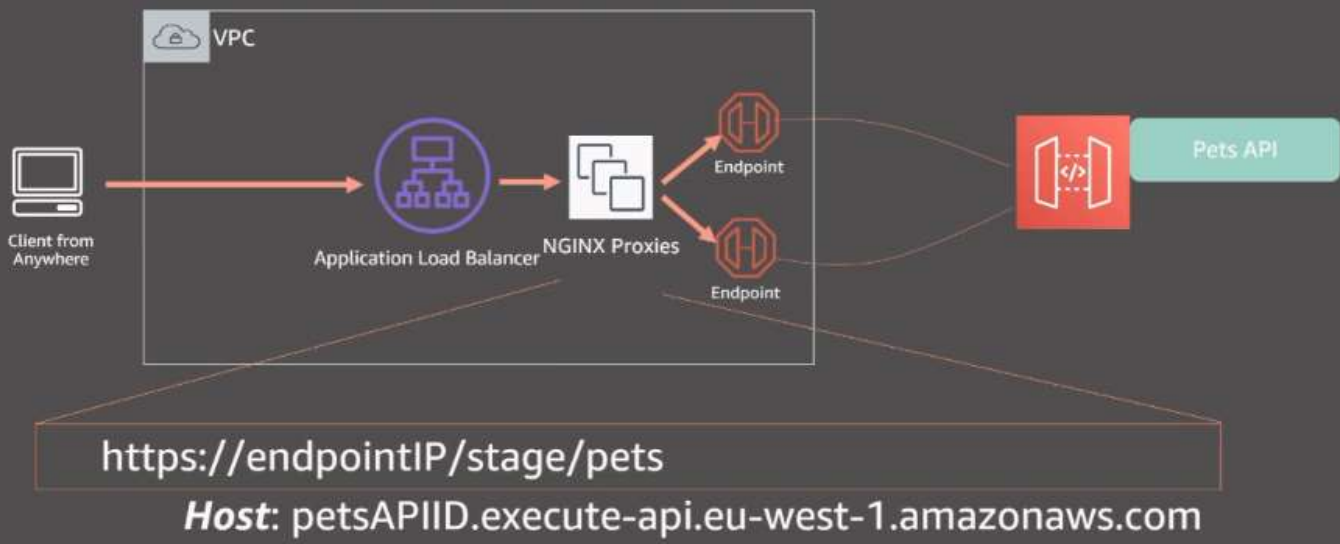 VPC
Client from
Anywhere
Application Load Balancer
NGINX Proxies
Endpoint
Endpoint
Pets API
https://endpointIP/stage/pets
Host: petsAPIID.execute-api.eu-west-1.amazonaws.com